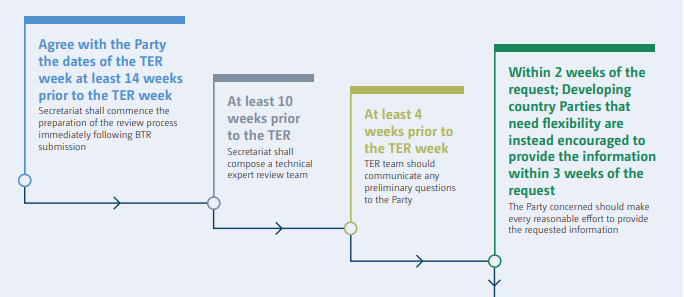 Agree with the Party
the dates of the TER
week at least 14 weeks
prior to the TER week
Secretariat shall commence the
preparation of the review process
immediately following BTR
submission
At least 10
weeks prior
to the TER
Secretariat shall
compose a technical
expert review team
At least 4
weeks prior to
the TER week
TER team should
communicate any
preliminary questions
to the Party
Within 2 weeks of the
request; Developing
country Parties that
need flexibility are
instead encouraged to
provide the information
within 3 weeks of the
request
The Party concerned should make
every reasonable effort to provide
the requested information